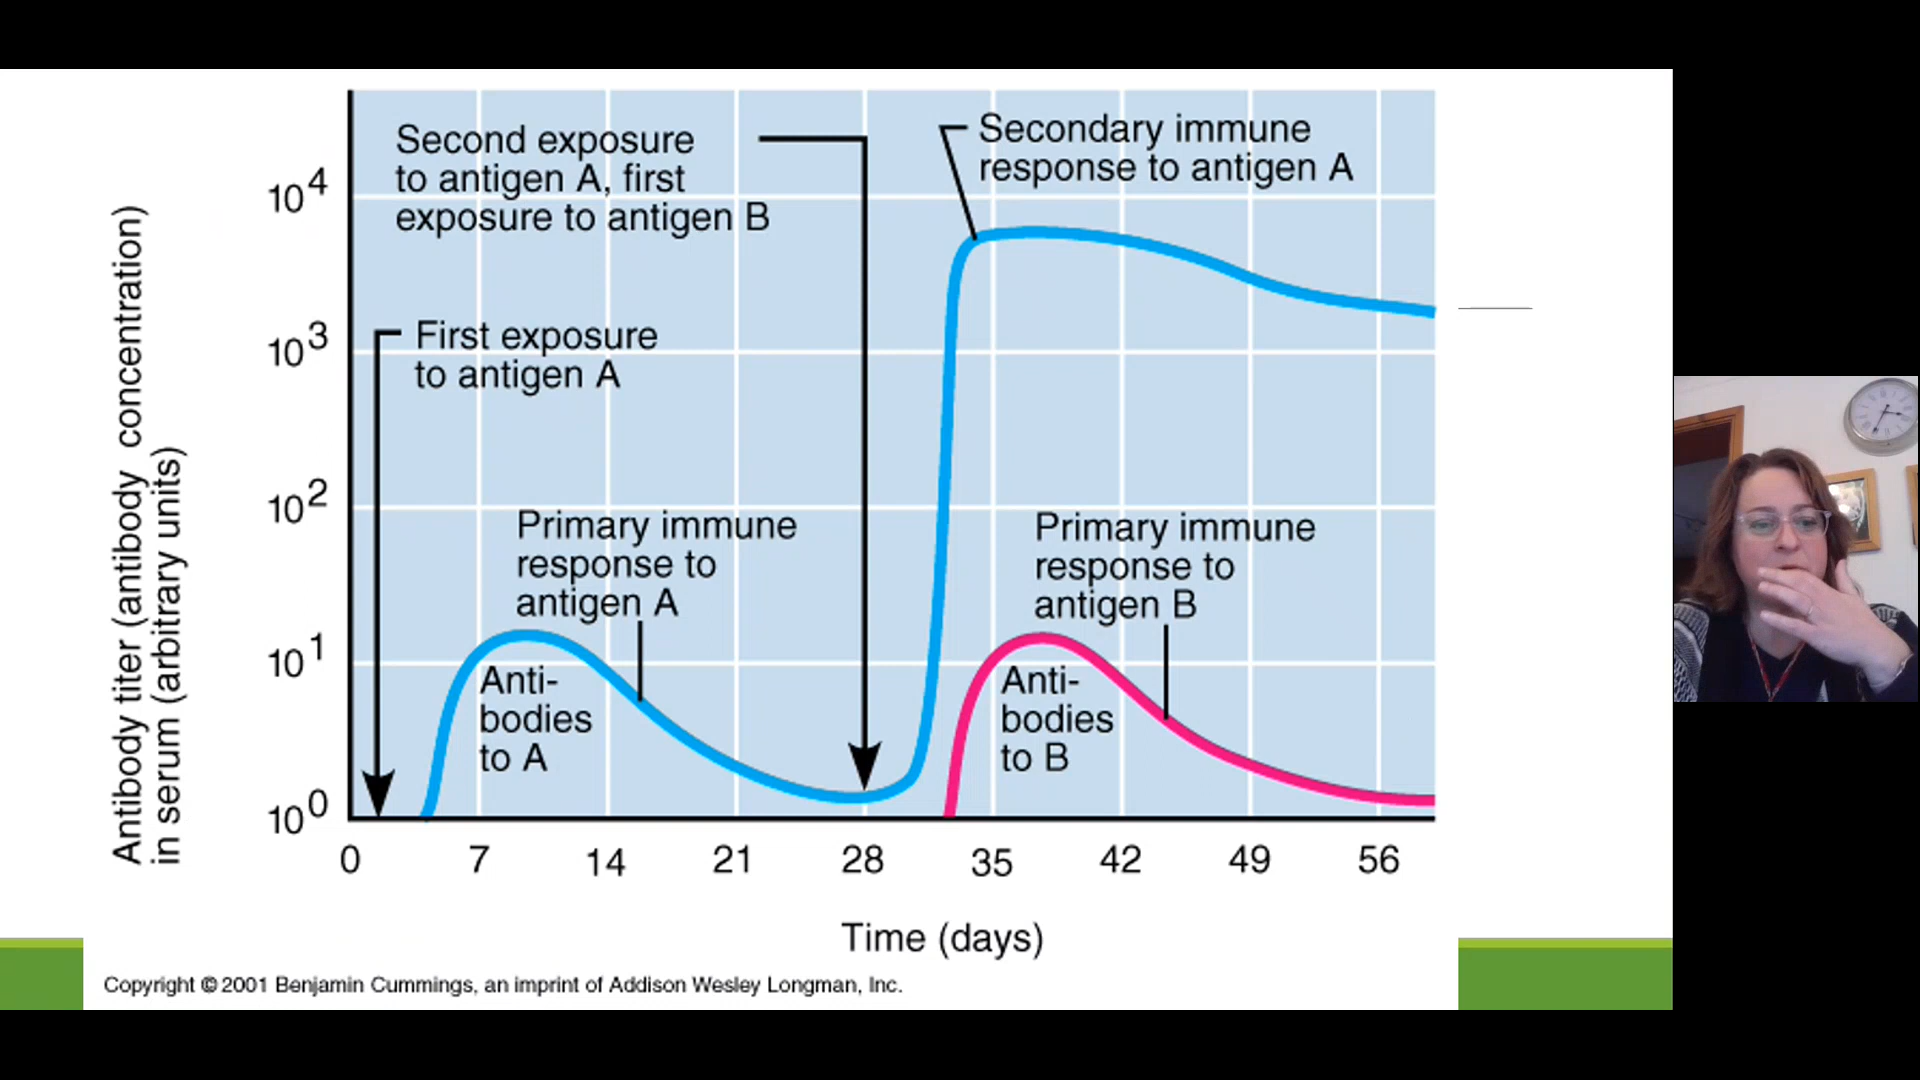 Second exposure
to antigen A, first
exposure to antigen B
Secondary immune
response to antigen A
First exposure
to antigen A
Primary immune
response to
antigen A
Primary immune
response to
antigen B
Anti-
bodies
to A
Anti-
bodies
to B
10⁴
10³
10²
10¹
10⁰
Antibody titer (antibody concentration)
in serum (arbitrary units)
0 7 14 21 28 35 42 49 56
Time (days)
Copyright © 2001 Benjamin Cummings, an imprint of Addison Wesley Longman, Inc.